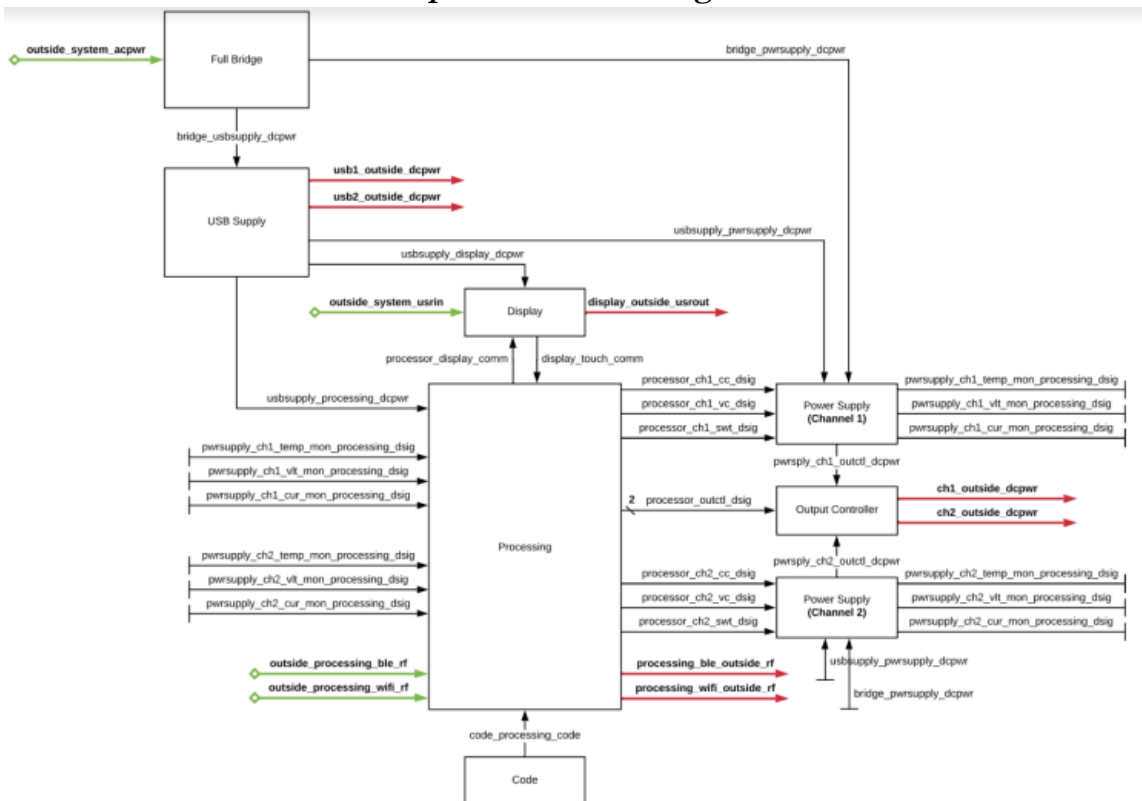 outside_system_acpwr
Full Bridge
bridge_pwrsupply_dcpwr
bridge_usbsupply_dcpwr
USB Supply
usb1_outside_dcpwr
usb2_outside_dcpwr
usbsupply_pwrsupply_dcpwr
usbsupply_display_dcpwr
outside_system_usrin
Display
display_outside_usrout
processor_display_comm
display_touch_comm
usbsupply_processing_dcpwr
processor_ch1_cc_dsig
processor_ch1_vc_dsig
processor_ch1_swt_dsig
Power Supply
(Channel 1)
pwrsupply_ch1_temp_mon_processing_dsig
pwrsupply_ch1_vlt_mon_processing_dsig
pwrsupply_ch1_cur_mon_processing_dsig
pwrsupply_ch1_temp_mon_processing_dsig
pwrsupply_ch1_vlt_mon_processing_dsig
pwrsupply_ch1_cur_mon_processing_dsig
pwrsply_ch1_outctl_dcpwr
2
processor_outctl_dsig
Output Controller
ch1_outside_dcpwr
ch2_outside_dcpwr
Processing
pwrsply_ch2_outctl_dcpwr
pwrsupply_ch2_temp_mon_processing_dsig
pwrsupply_ch2_vlt_mon_processing_dsig
pwrsupply_ch2_cur_mon_processing_dsig
processor_ch2_cc_dsig
processor_ch2_vc_dsig
processor_ch2_swt_dsig
Power Supply
(Channel 2)
pwrsupply_ch2_temp_mon_processing_dsig
pwrsupply_ch2_vlt_mon_processing_dsig
pwrsupply_ch2_cur_mon_processing_dsig
usbsupply_pwrsupply_dcpwr
bridge_pwrsupply_dcpwr
outside_processing_ble_rf
outside_processing_wifi_rf
processing_ble_outside_rf
processing_wifi_outside_rf
code_processing_code
Code